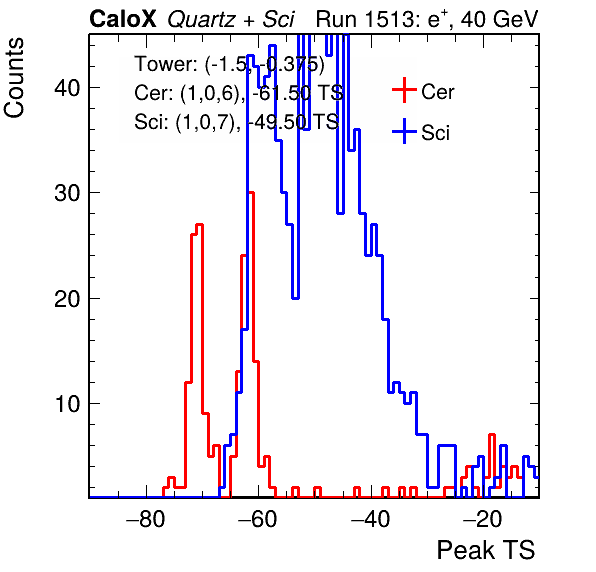 CaloX Quartz + Sci Run 1513: e⁺, 40 GeV
Counts
Tower: (-1.5, -0.375)
Cer: (1,0,6), -61.50 TS
Sci: (1,0,7), -49.50 TS
Cer
Sci
40
30
20
10
−80 −60 −40 −20
Peak TS